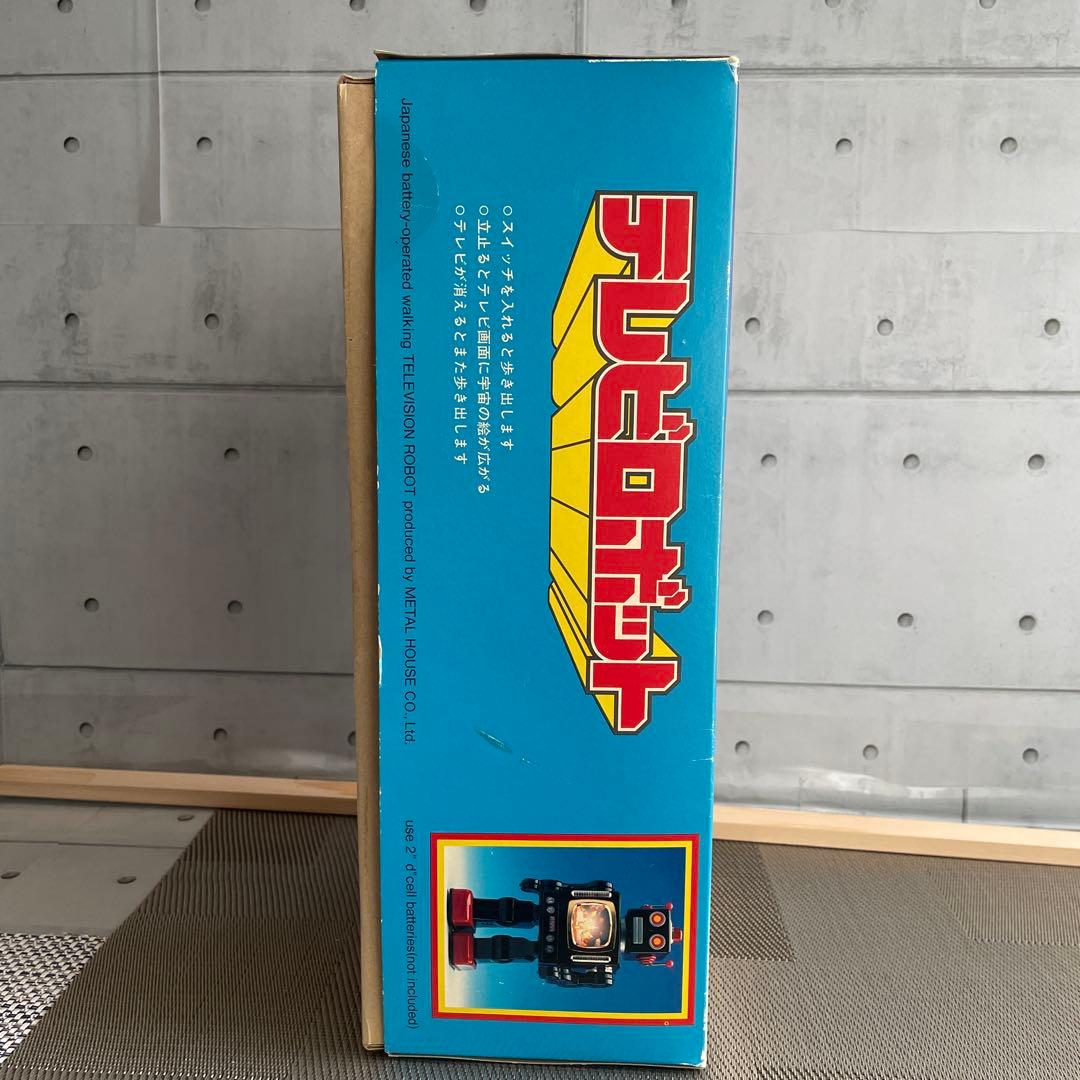 テレビロボット
○スイッチを入れると歩き出します
○立止るとテレビ画面に宇宙の絵が広がる
○テレビが消えるとまた歩き出します
Japanese battery-operated walking TELEVISION ROBOT produced by METAL HOUSE CO., Ltd.
use 2" d"cell batteries(not included)